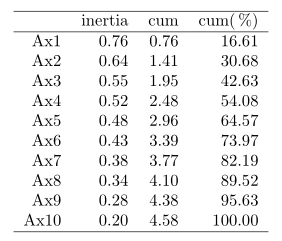 inertia cum cum(%)
Ax1 0.76 0.76 16.61
Ax2 0.64 1.41 30.68
Ax3 0.55 1.95 42.63
Ax4 0.52 2.48 54.08
Ax5 0.48 2.96 64.57
Ax6 0.43 3.39 73.97
Ax7 0.38 3.77 82.19
Ax8 0.34 4.10 89.52
Ax9 0.28 4.38 95.63
Ax10 0.20 4.58 100.00